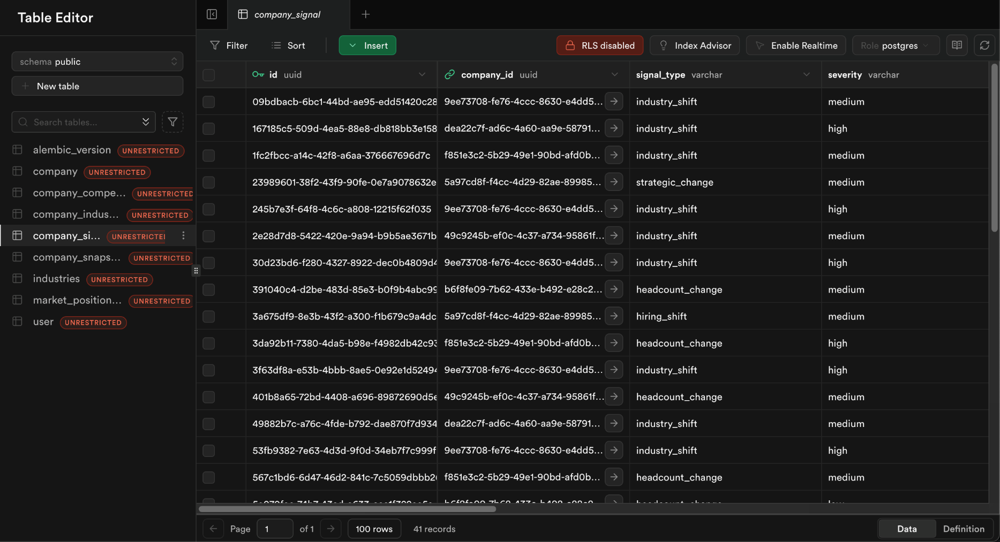 Table Editor
company_signal
Filter
Sort
Insert
RLS disabled
Index Advisor
Enable Realtime
Role postgres
schema public
New table
Search tables...
alembic_version UNRESTRICTED
company UNRESTRICTED
company_compe... UNRESTRICTED
company_indus... UNRESTRICTED
company_si... UNRESTRICTE
company_snaps... UNRESTRICTED
industries UNRESTRICTED
market_position... UNRESTRICTED
user UNRESTRICTED
id uuid company_id uuid signal_type varchar severity varchar
09bdbacb-6bc1-44bd-ae95-edd51420c28 9ee73708-fe76-4ccc-8630-e4dd5... industry_shift medium
167185c5-509d-4ea5-88e8-db818bb3e158 dea22c7f-ad6c-4a60-aa9e-58791... industry_shift high
1fc2fbcc-a14c-42f8-a6aa-376667696d7c f851e3c2-5b29-49e1-90bd-afd0b... industry_shift medium
23989601-38f2-43f9-90fe-0e7a9078632e 5a97cd8f-f4cc-4d29-82ae-89985... strategic_change medium
245b7e3f-64f8-4c6c-a808-12215f62f035 9ee73708-fe76-4ccc-8630-e4dd5... industry_shift high
2e28d7d8-5422-420e-9a94-b9b5ae3671b 49c9245b-ef0c-4c37-a734-95861f... industry_shift medium
30d23bd6-f280-4327-8922-dec0b4809d4 9ee73708-fe76-4ccc-8630-e4dd5... industry_shift high
391040c4-d2be-483d-85e3-b0f9b4abc99 b6f8fe09-7b62-433e-b492-e28c2... headcount_change medium
3a675df9-8e3b-43f2-a300-f1b679c9a4dc 5a97cd8f-f4cc-4d29-82ae-89985... hiring_shift medium
3da92b11-7380-4da5-b98e-f4982db42c93 f851e3c2-5b29-49e1-90bd-afd0b... headcount_change high
3f63df8a-e53b-4bbb-8ae5-0e92e1d52494 9ee73708-fe76-4ccc-8630-e4dd5... industry_shift high
401b8a65-72bd-4408-a696-89872690d5e 49c9245b-ef0c-4c37-a734-95861f... headcount_change medium
49882b7c-a76c-4fde-b792-dae870f7d934 dea22c7f-ad6c-4a60-aa9e-58791... industry_shift medium
53fb9382-7e63-4d3d-9f0d-34eb7f7c999f 9ee73708-fe76-4ccc-8630-e4dd5... industry_shift high
567c1bd6-6d47-46d2-841c-7c5059dbbb2 f851e3c2-5b29-49e1-90bd-afd0b... headcount_change medium
Page 1 of 1 100 rows 41 records
Data Definition